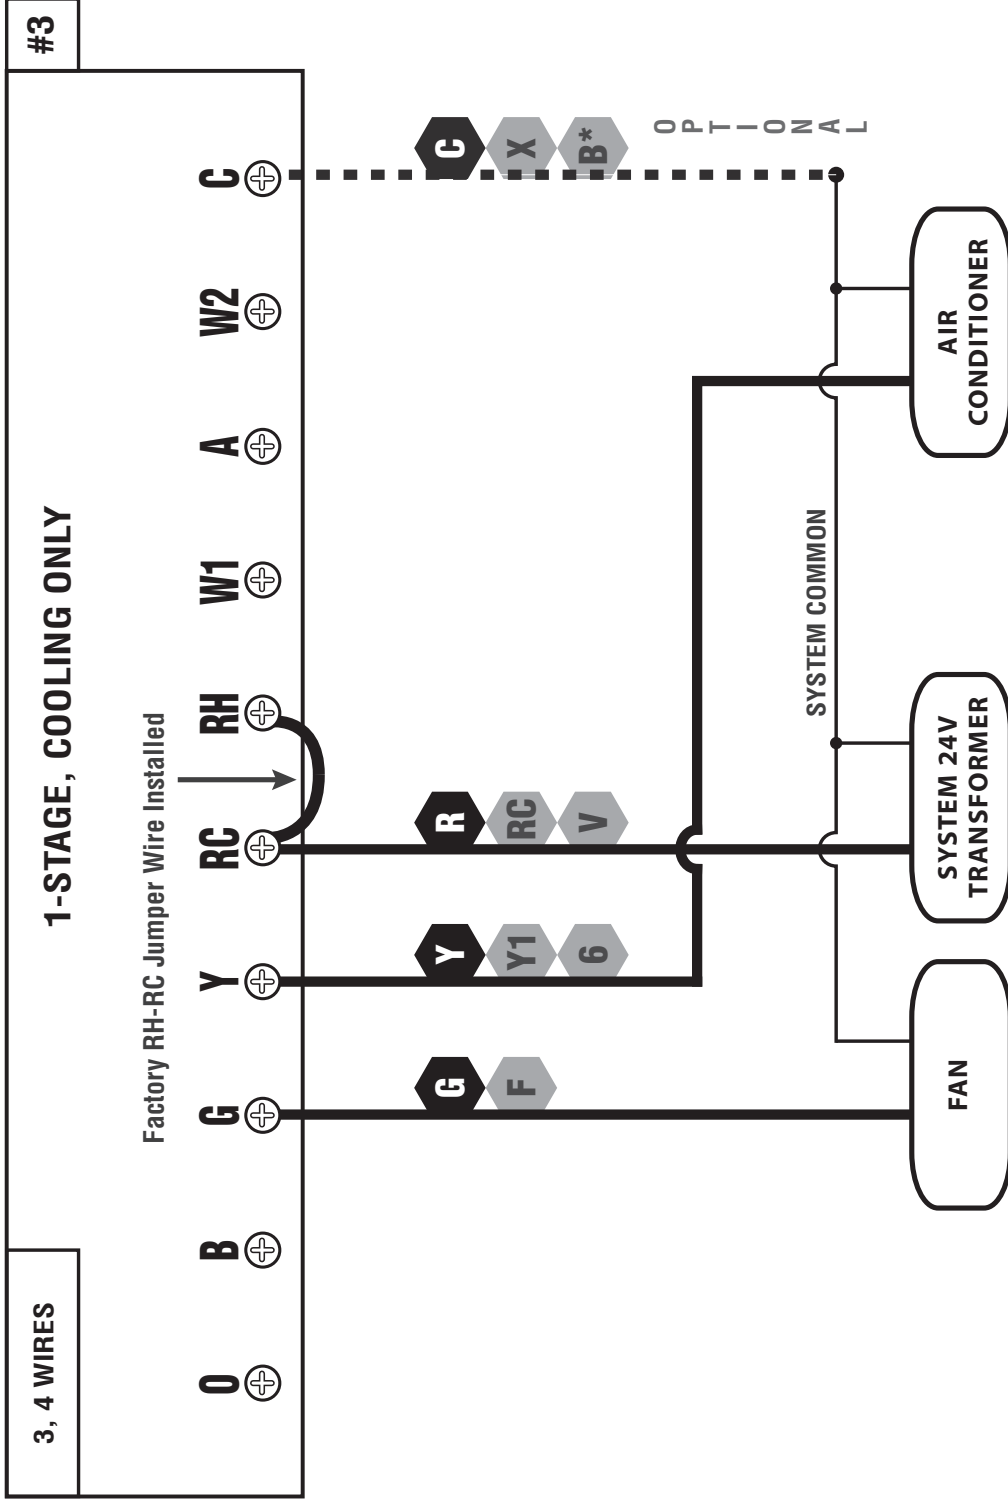 3, 4 WIRES
1-STAGE, COOLING ONLY
#3
Factory RH-RC Jumper Wire Installed
O B G Y RC RH W1 A W2 C
G Y R C
F Y1 RC X
6 V B*
OPTIONAL
SYSTEM COMMON
FAN
SYSTEM 24V
TRANSFORMER
AIR
CONDITIONER